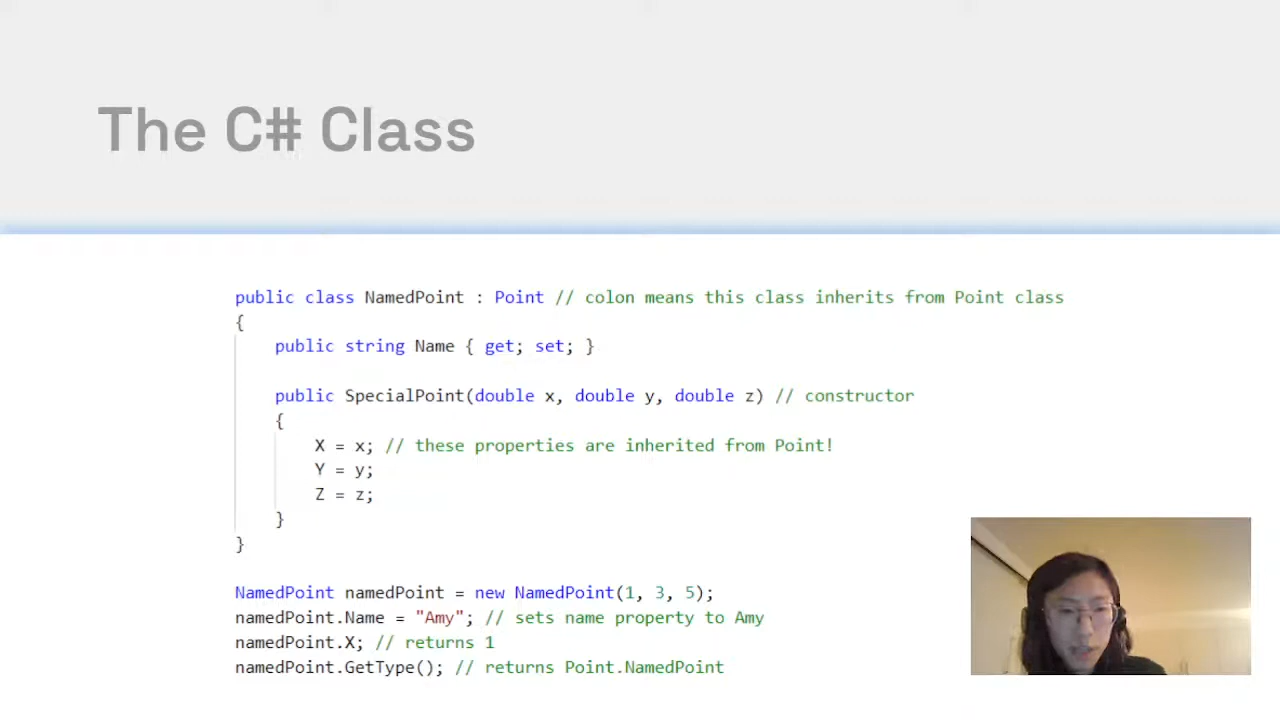 The C# Class
public class NamedPoint : Point // colon means this class inherits from Point class
{
public string Name { get; set; }
public SpecialPoint(double x, double y, double z) // constructor
{
X = x; // these properties are inherited from Point!
Y = y;
Z = z;
}
}
NamedPoint namedPoint = new NamedPoint(1, 3, 5);
namedPoint.Name = "Amy"; // sets name property to Amy
namedPoint.X; // returns 1
namedPoint.GetType(); // returns Point.NamedPoint